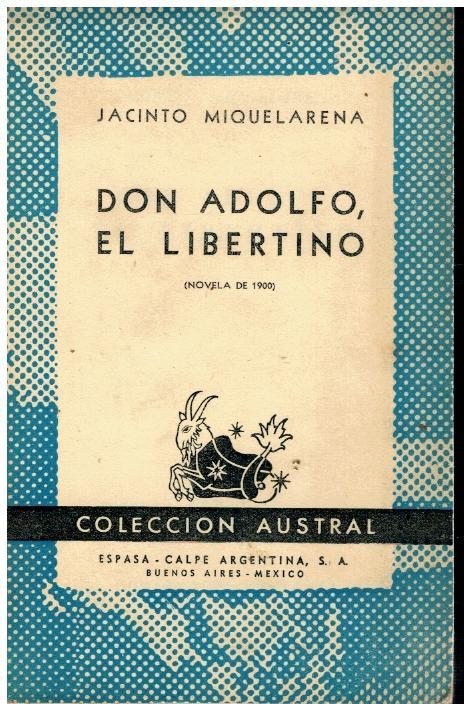 JACINTO MIQUELARENA
DON ADOLFO,
EL LIBERTINO
(NOVELA DE 1900)
COLECCION AUSTRAL
ESPASA - CALPE ARGENTINA, S. A.
BUENOS AIRES - MEXICO